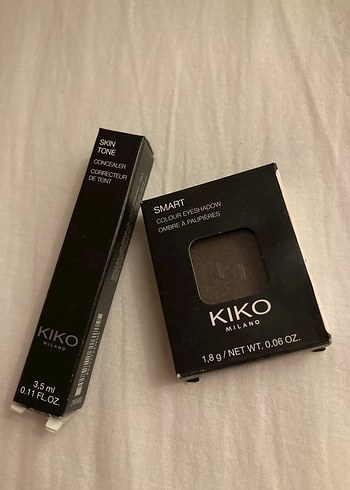 SKIN
TONE
CONCEALER
CORRECTEUR
DE TEINT
KIKO
MILANO
3,5 ml
0.11 FL.OZ.
SMART
COLOUR EYESHADOW
OMBRE À PAUPIÈRES
KIKO
MILANO
1,8 g / NET WT. 0.06 OZ.